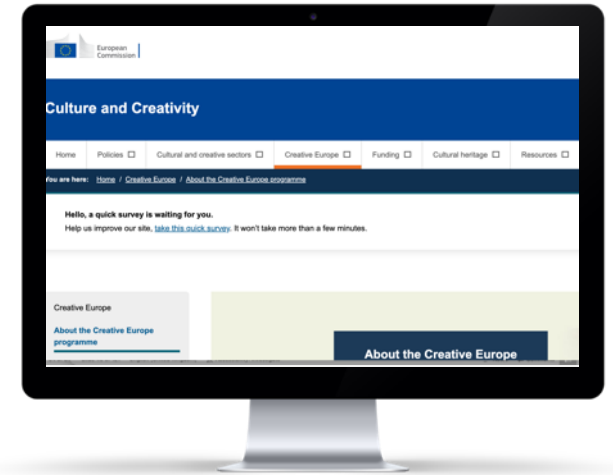 European
Commission
Culture and Creativity
Home Policies Cultural and creative sectors Creative Europe Funding Cultural heritage Resources
You are here: Home / Creative Europe / About the Creative Europe programme
Hello, a quick survey is waiting for you.
Help us improve our site, take this quick survey. It won't take more than a few minutes.
Creative Europe
About the Creative Europe
programme
About the Creative Europe